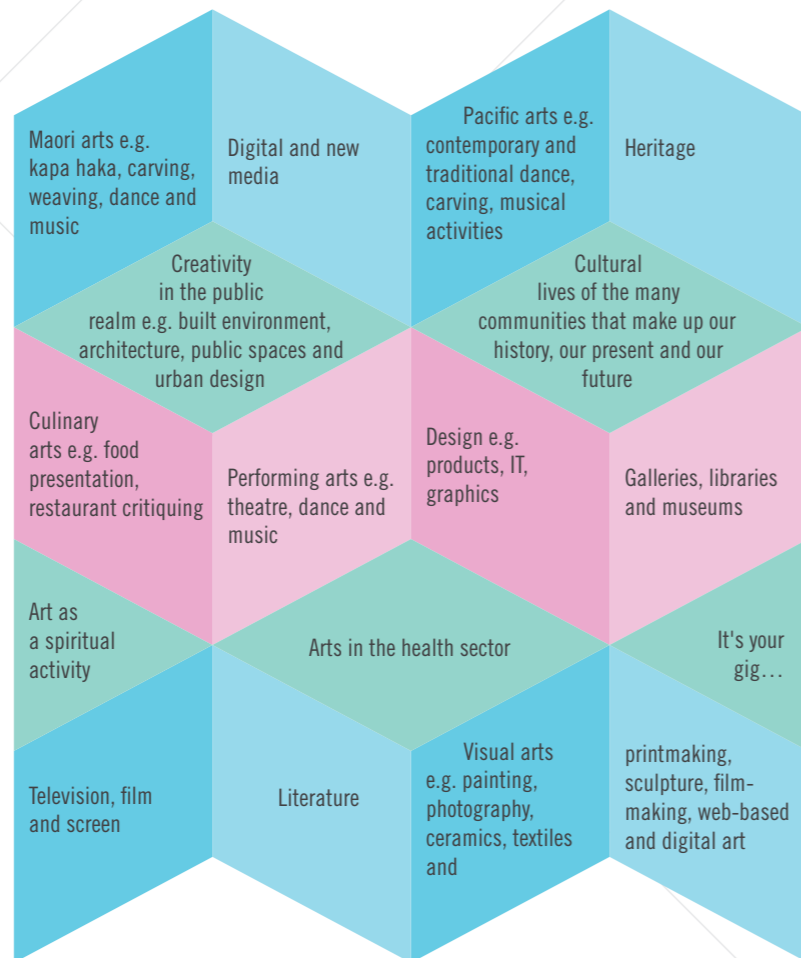 Maori arts e.g.
kapa haka, carving,
weaving, dance and
music
Digital and new
media
Pacific arts e.g.
contemporary and
traditional dance,
carving, musical
activities
Heritage
Creativity
in the public
realm e.g. built environment,
architecture, public spaces and
urban design
Cultural
lives of the many
communities that make up our
history, our present and our
future
Culinary
arts e.g. food
presentation,
restaurant critiquing
Performing arts e.g.
theatre, dance and
music
Design e.g.
products, IT,
graphics
Galleries, libraries
and museums
Art as
a spiritual
activity
Arts in the health sector
It's your
gig…
Television, film
and screen
Literature
Visual arts
e.g. painting,
photography,
ceramics, textiles
and
printmaking,
sculpture, film-
making, web-based
and digital art